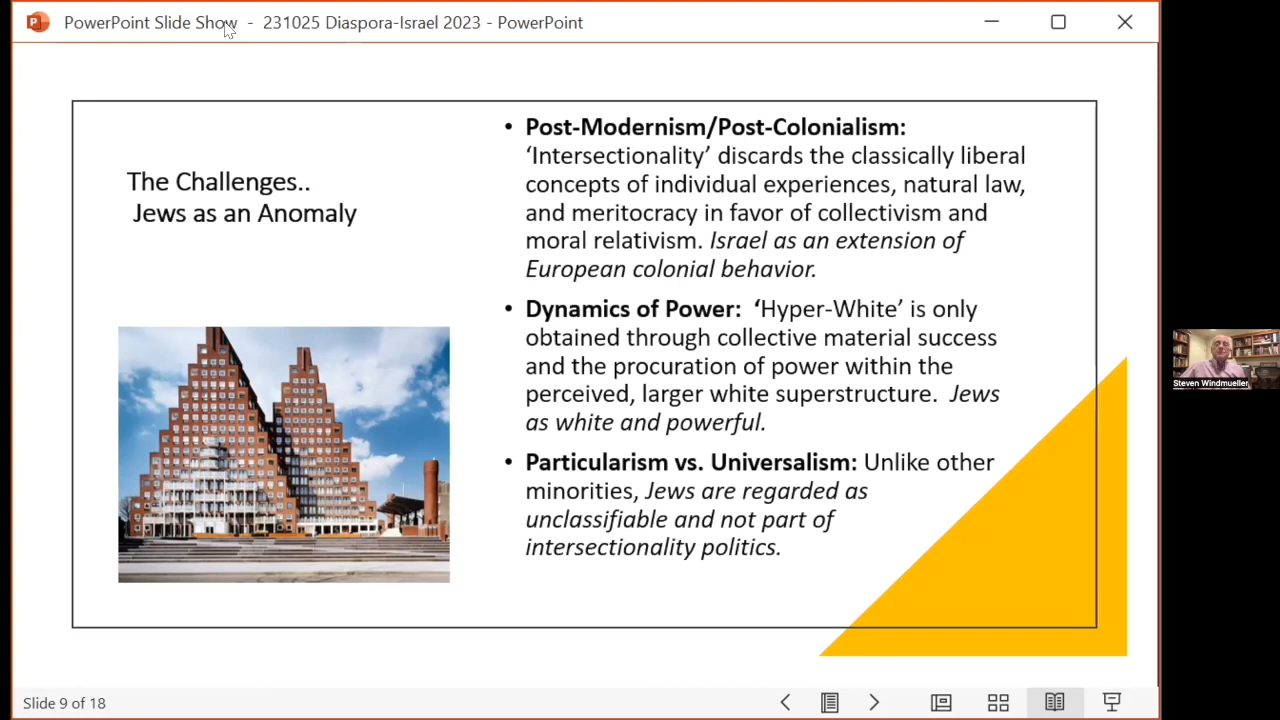 PowerPoint Slide Show - 231025 Diaspora-Israel 2023 - PowerPoint
The Challenges..
Jews as an Anomaly
• Post-Modernism/Post-Colonialism:
‘Intersectionality’ discards the classically liberal
concepts of individual experiences, natural law,
and meritocracy in favor of collectivism and
moral relativism. Israel as an extension of
European colonial behavior.
• Dynamics of Power: ‘Hyper-White’ is only
obtained through collective material success
and the procuration of power within the
perceived, larger white superstructure. Jews
as white and powerful.
• Particularism vs. Universalism: Unlike other
minorities, Jews are regarded as
unclassifiable and not part of
intersectionality politics.
Steven Windmueller
Slide 9 of 18